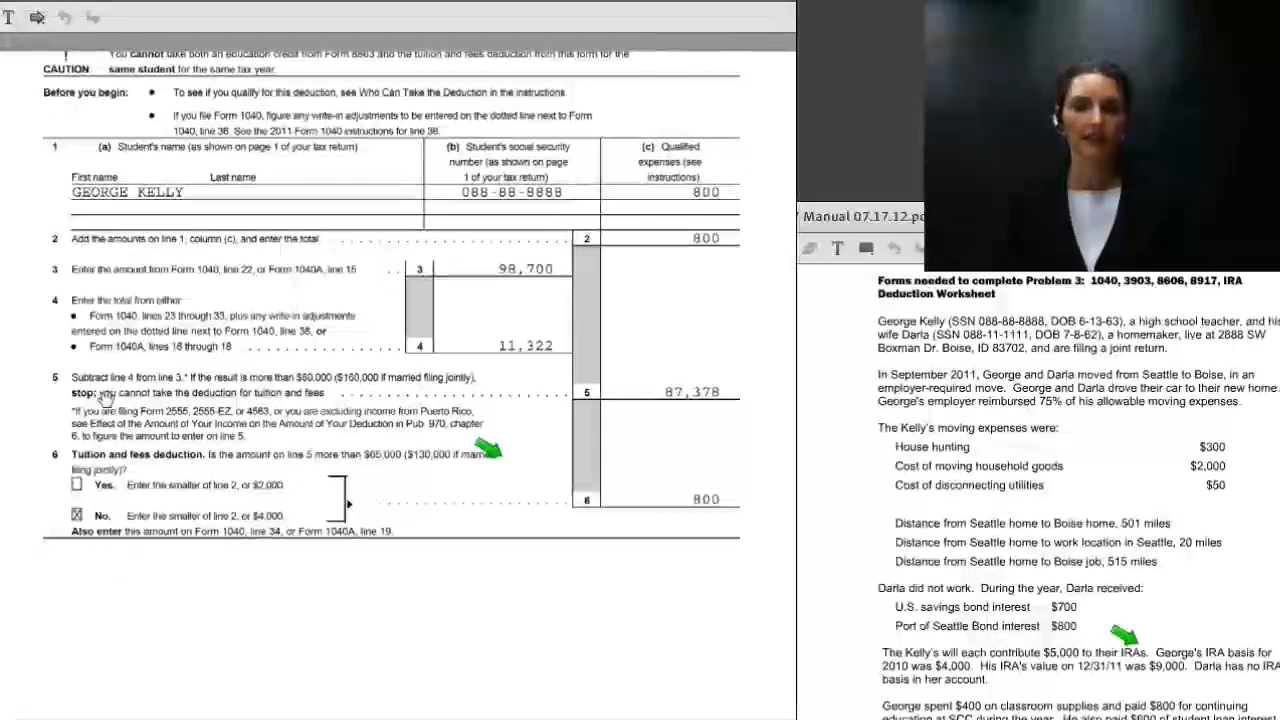 You cannot take both an education credit from Form 8863 and the tuition and fees deduction from this form for the
CAUTION same student for the same tax year.
Before you begin: • To see if you qualify for this deduction, see Who Can Take the Deduction in the instructions.
• If you file Form 1040, figure any write-in adjustments to be entered on the dotted line next to Form
1040, line 36. See the 2011 Form 1040 instructions for line 36.
1 (a) Student's name (as shown on page 1 of your tax return) (b) Student's social security (c) Qualified
number (as shown on page expenses (see
First name Last name 1 of your tax return) instructions)
GEORGE KELLY 088-88-8888 800
2 Add the amounts on line 1, column (c), and enter the total 2 800
3 Enter the amount from Form 1040, line 22, or Form 1040A, line 15 3 98,700
4 Enter the total from either
• Form 1040, lines 23 through 33, plus any write-in adjustments
entered on the dotted line next to Form 1040, line 36, or
• Form 1040A, lines 16 through 18 4 11,322
5 Subtract line 4 from line 3.* If the result is more than $80,000 ($160,000 if married filing jointly),
stop; you cannot take the deduction for tuition and fees 5 87,378
*If you are filing Form 2555, 2555-EZ, or 4563, or you are excluding income from Puerto Rico,
see Effect of the Amount of Your Income on the Amount of Your Deduction in Pub. 970, chapter
6, to figure the amount to enter on line 5.
6 Tuition and fees deduction. Is the amount on line 5 more than $65,000 ($130,000 if married
filing jointly)?
Yes. Enter the smaller of line 2, or $2,000.
6 800
No. Enter the smaller of line 2, or $4,000.
Also enter this amount on Form 1040, line 34, or Form 1040A, line 19.
Manual 07.17.12.pd
Forms needed to complete Problem 3: 1040, 3903, 8606, 8917, IRA
Deduction Worksheet
George Kelly (SSN 088-88-8888, DOB 6-13-63), a high school teacher, and his
wife Darla (SSN 088-11-1111, DOB 7-8-62), a homemaker, live at 2888 SW
Boxman Dr. Boise, ID 83702, and are filing a joint return.
In September 2011, George and Darla moved from Seattle to Boise, in an
employer-required move. George and Darla drove their car to their new home.
George's employer reimbursed 75% of his allowable moving expenses.
The Kelly's moving expenses were:
House hunting $300
Cost of moving household goods $2,000
Cost of disconnecting utilities $50
Distance from Seattle home to Boise home, 501 miles
Distance from Seattle home to work location in Seattle, 20 miles
Distance from Seattle home to Boise job, 515 miles
Darla did not work. During the year, Darla received:
U.S. savings bond interest $700
Port of Seattle Bond interest $800
The Kelly's will each contribute $5,000 to their IRAs. George's IRA basis for
2010 was $4,000. His IRA's value on 12/31/11 was $9,000. Darla has no IRA
basis in her account.
George spent $400 on classroom supplies and paid $800 for continuing
education at SCC during the year. He also paid $600 of student loan interest